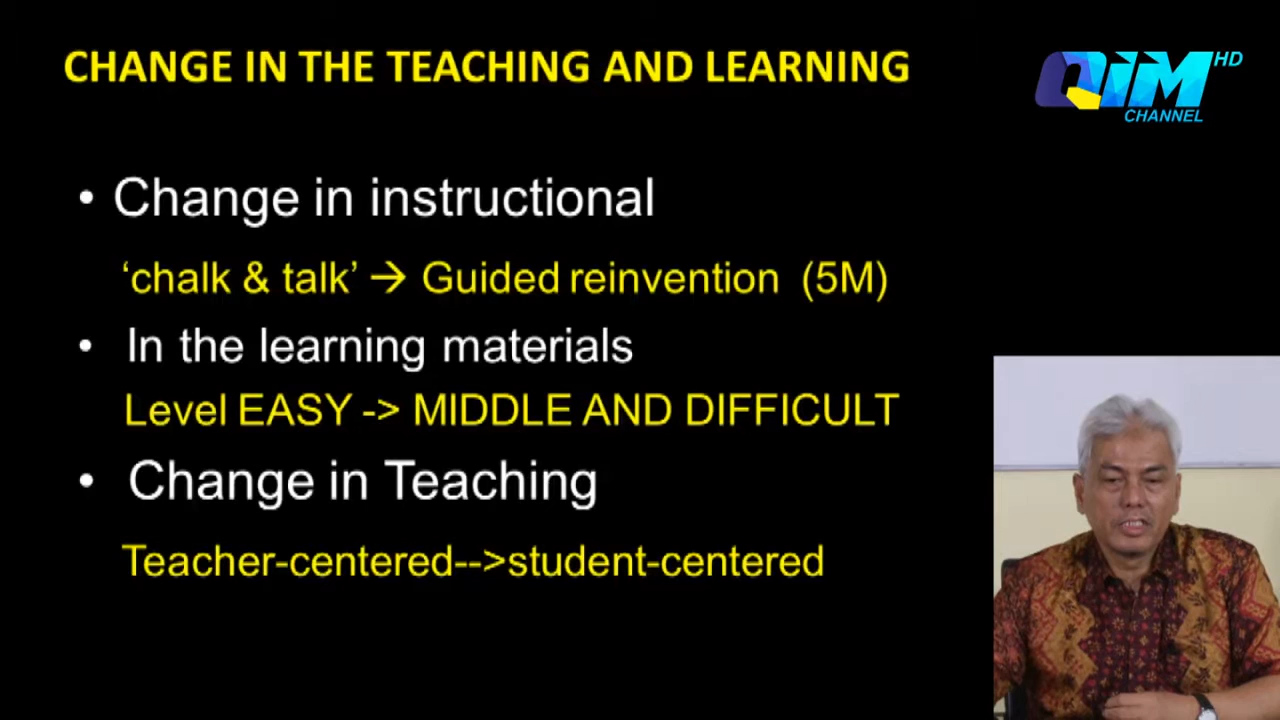 CHANGE IN THE TEACHING AND LEARNING
QIM HD
CHANNEL
• Change in instructional
‘chalk & talk’ → Guided reinvention (5M)
• In the learning materials
Level EASY -> MIDDLE AND DIFFICULT
• Change in Teaching
Teacher-centered-->student-centered